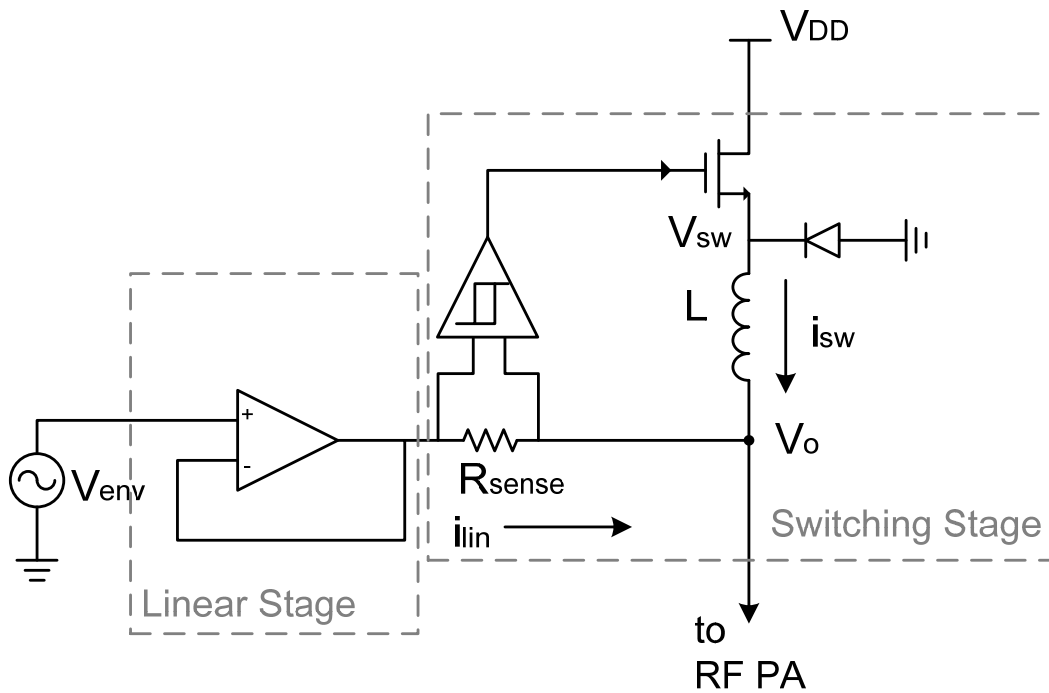 VDD
Vsw
L
isw
+
-
Venv
Rsense
Vo
ilin
Switching Stage
Linear Stage
to
RF PA